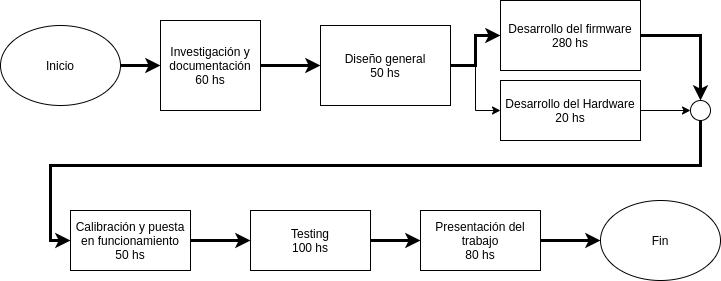 Inicio
Investigación y
documentación
60 hs
Diseño general
50 hs
Desarrollo del firmware
280 hs
Desarrollo del Hardware
20 hs
Calibración y puesta
en funcionamiento
50 hs
Testing
100 hs
Presentación del
trabajo
80 hs
Fin